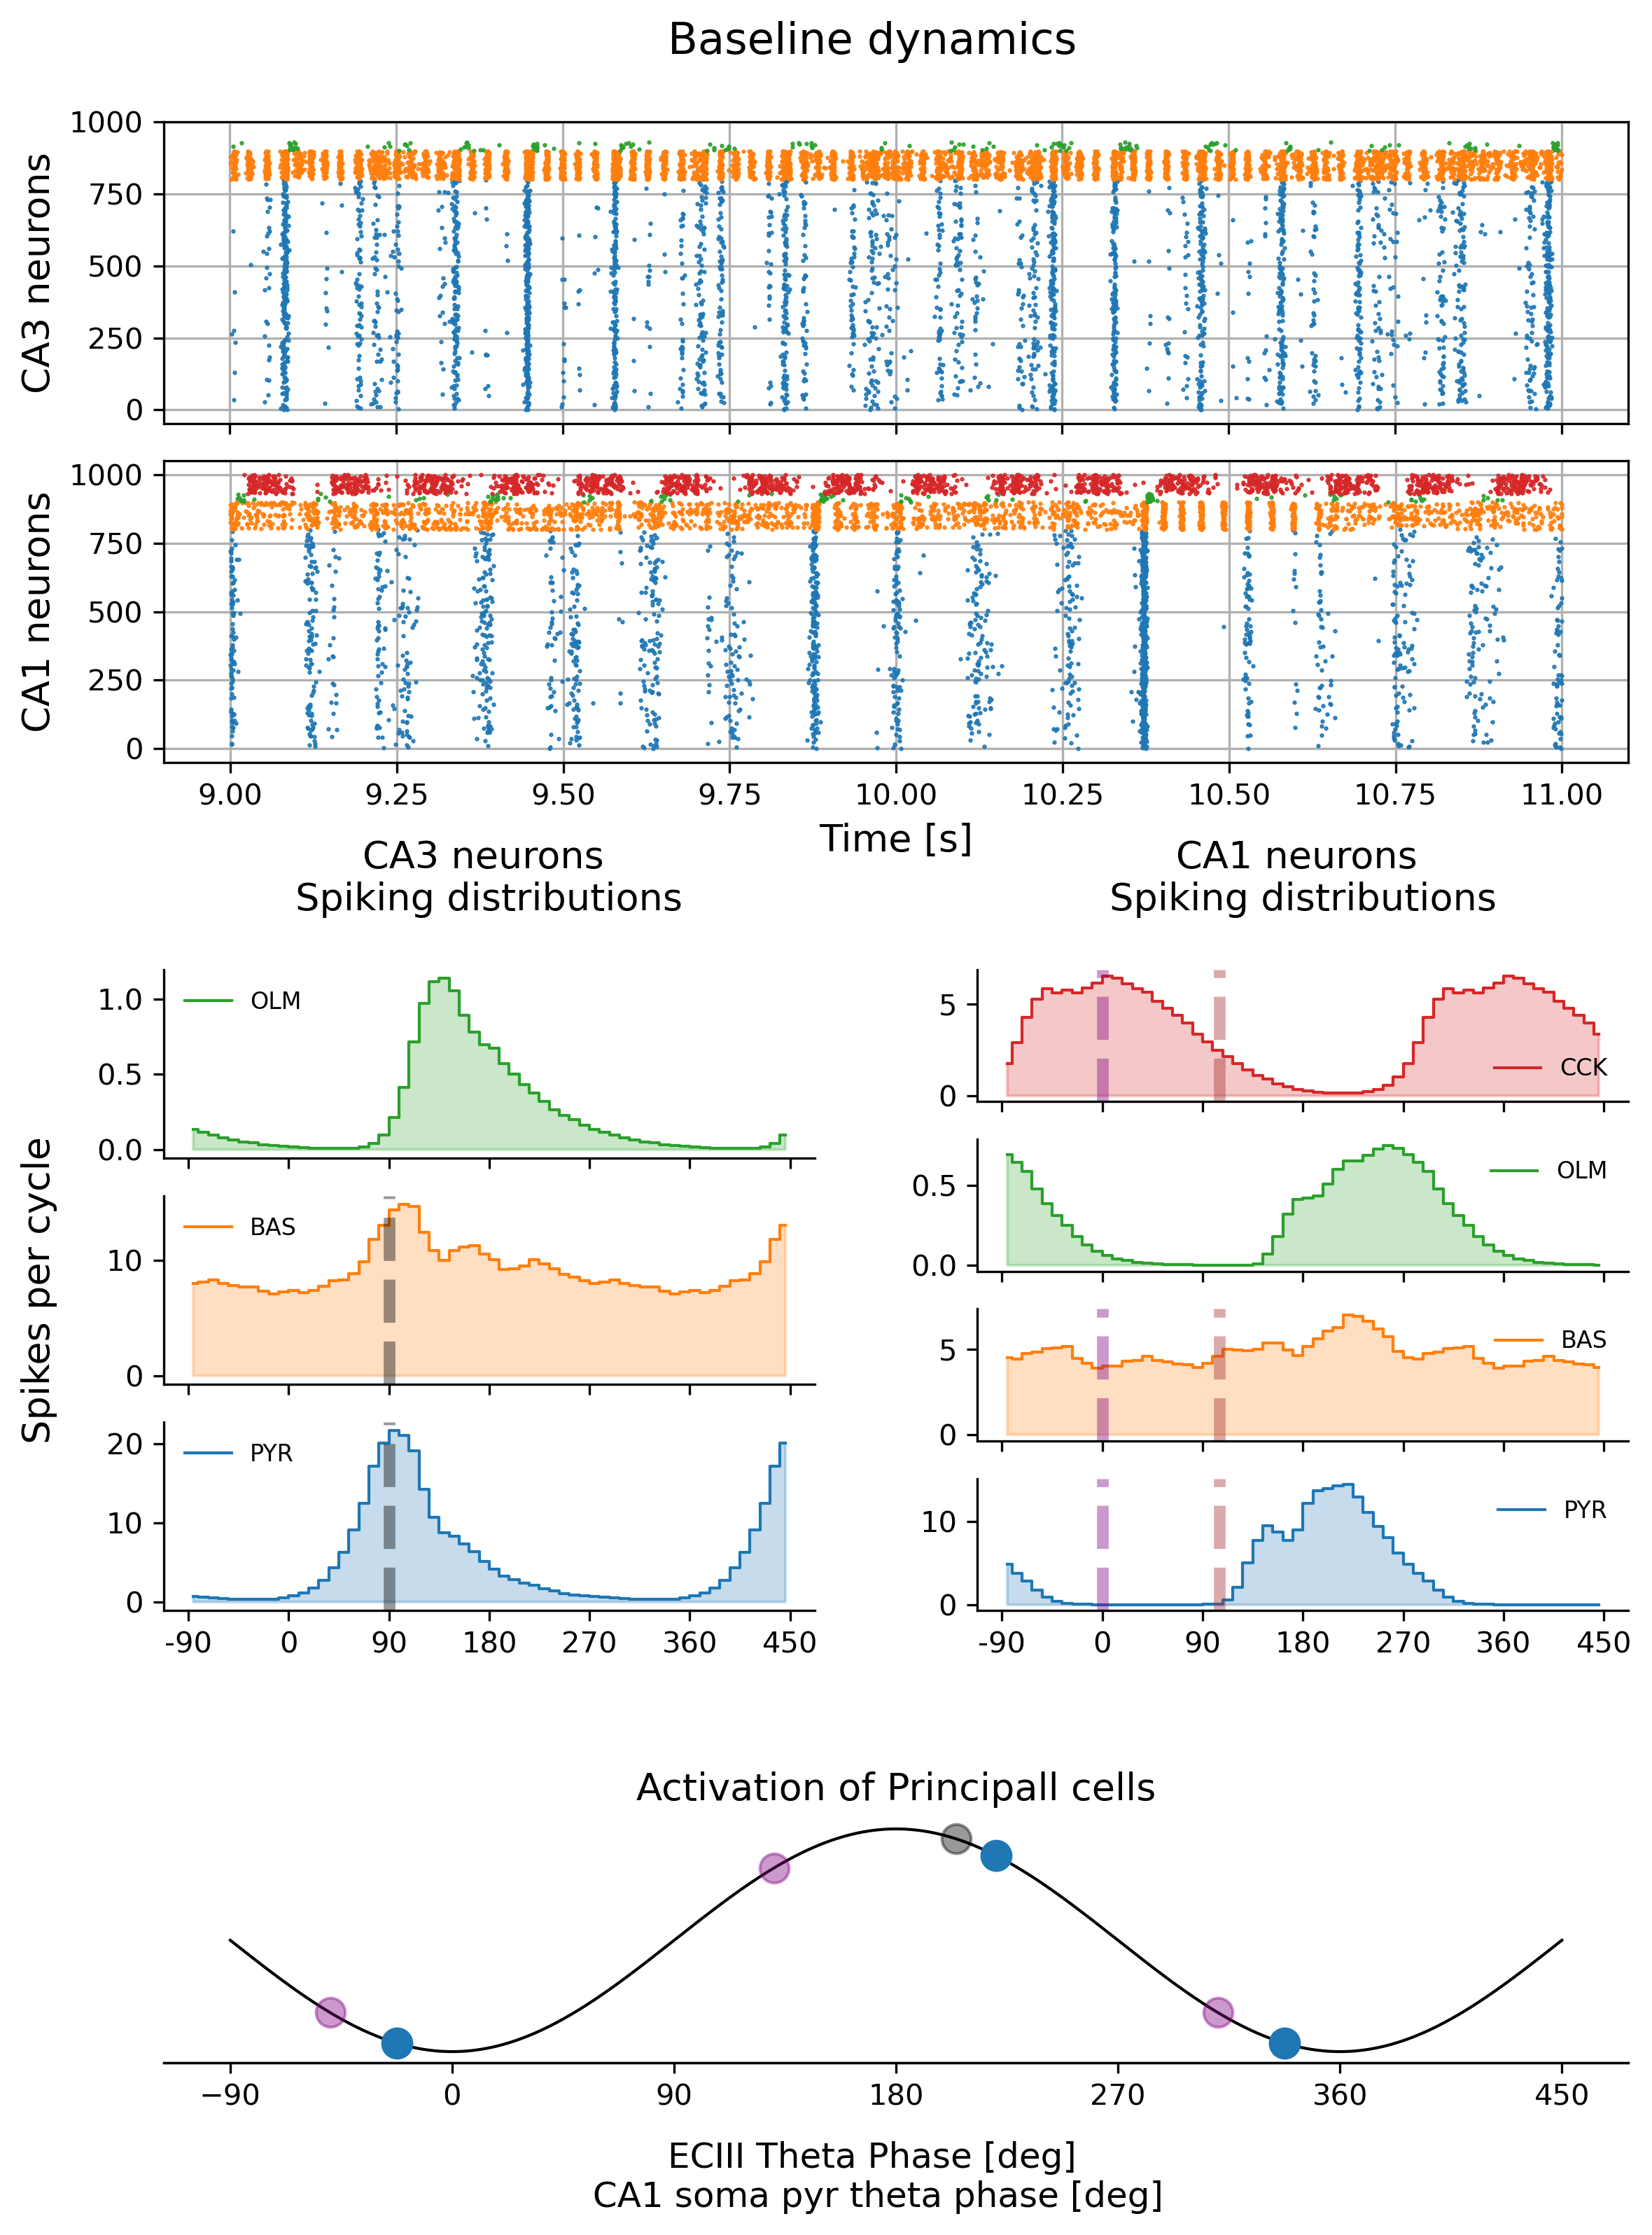 Baseline dynamics
1000
750
500
250
0
CA3 neurons
1000
750
500
250
0
CA1 neurons
9.00 9.25 9.50 9.75 10.00 10.25 10.50 10.75 11.00
Time [s]
CA3 neurons
Spiking distributions
CA1 neurons
Spiking distributions
Spikes per cycle
1.0
0.5
0.0
OLM
10
0
BAS
20
10
0
PYR
-90 0 90 180 270 360 450
5
0
CCK
0.5
0.0
OLM
5
0
BAS
10
0
PYR
-90 0 90 180 270 360 450
Activation of Principall cells
−90 0 90 180 270 360 450
ECIII Theta Phase [deg]
CA1 soma pyr theta phase [deg]